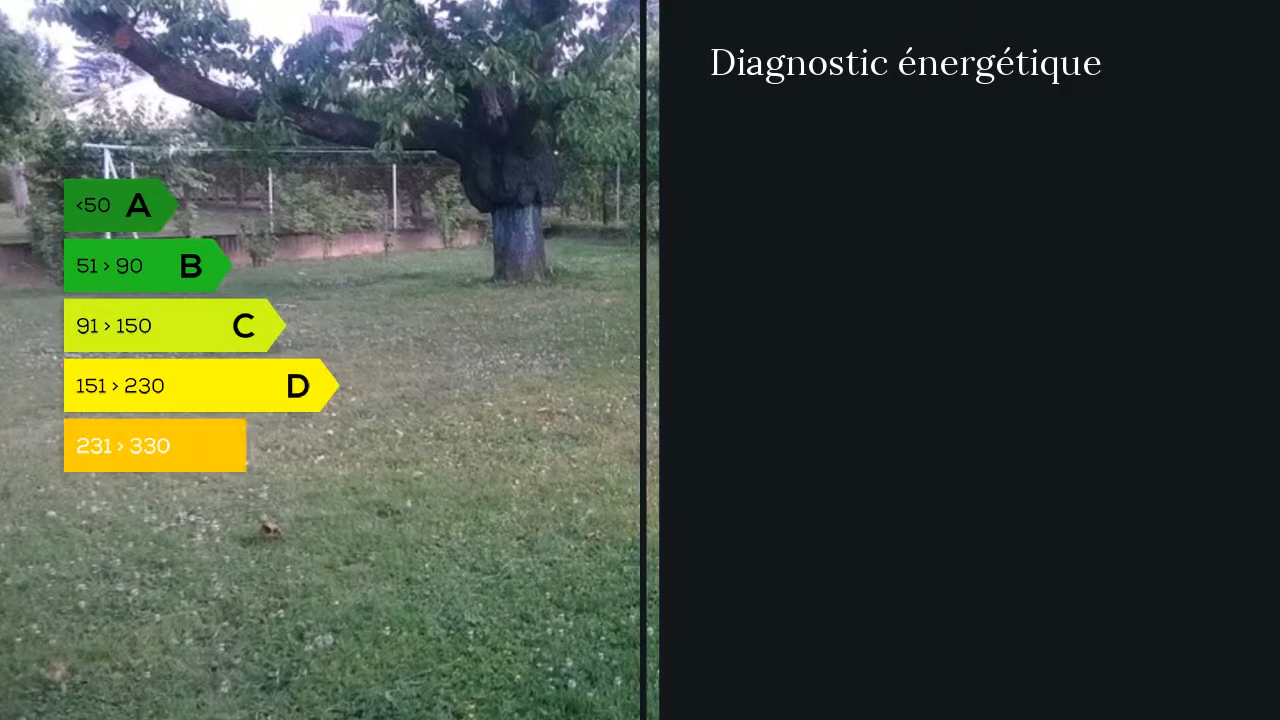 Diagnostic énergétique
<50 A
51 > 90 B
91 > 150 C
151 > 230 D
231 > 330